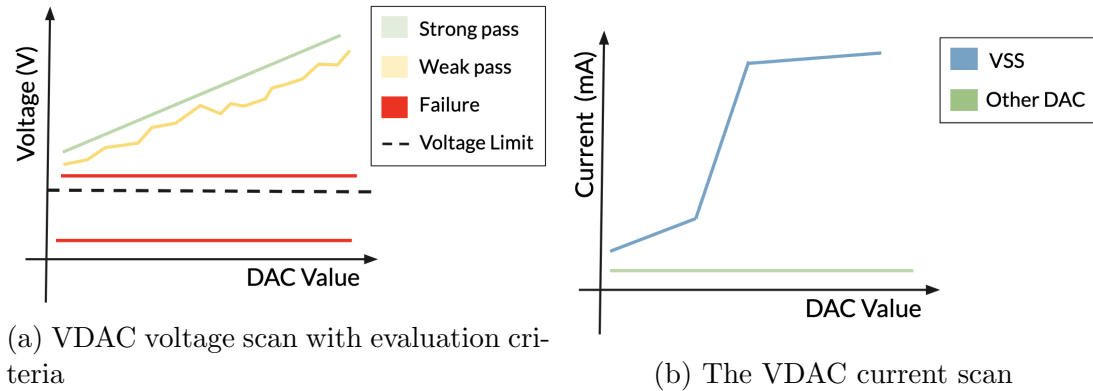 Voltage (V)
Strong pass
Weak pass
Failure
Voltage Limit
DAC Value
(a) VDAC voltage scan with evaluation cri-
teria
Current (mA)
VSS
Other DAC
DAC Value
(b) The VDAC current scan